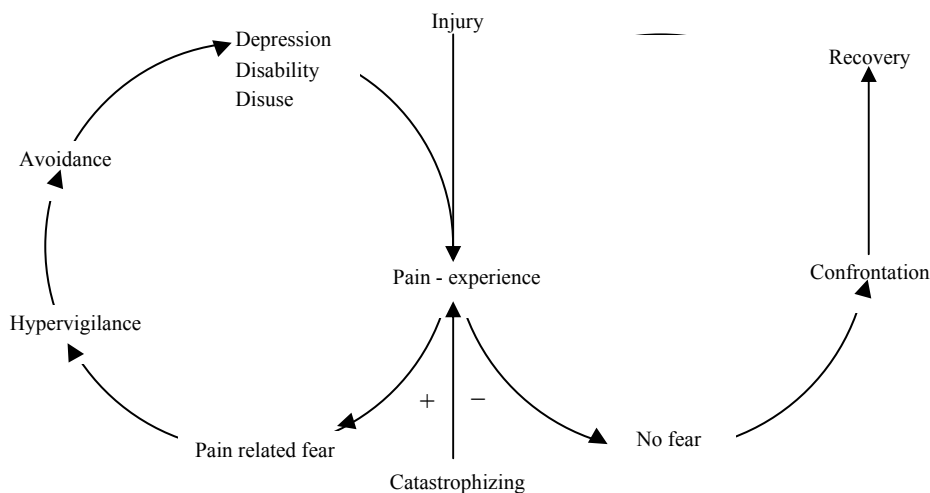 Injury
Depression
Disability
Disuse
Recovery
Avoidance
Pain - experience
Confrontation
Hypervigilance
+
−
Pain related fear
No fear
Catastrophizing